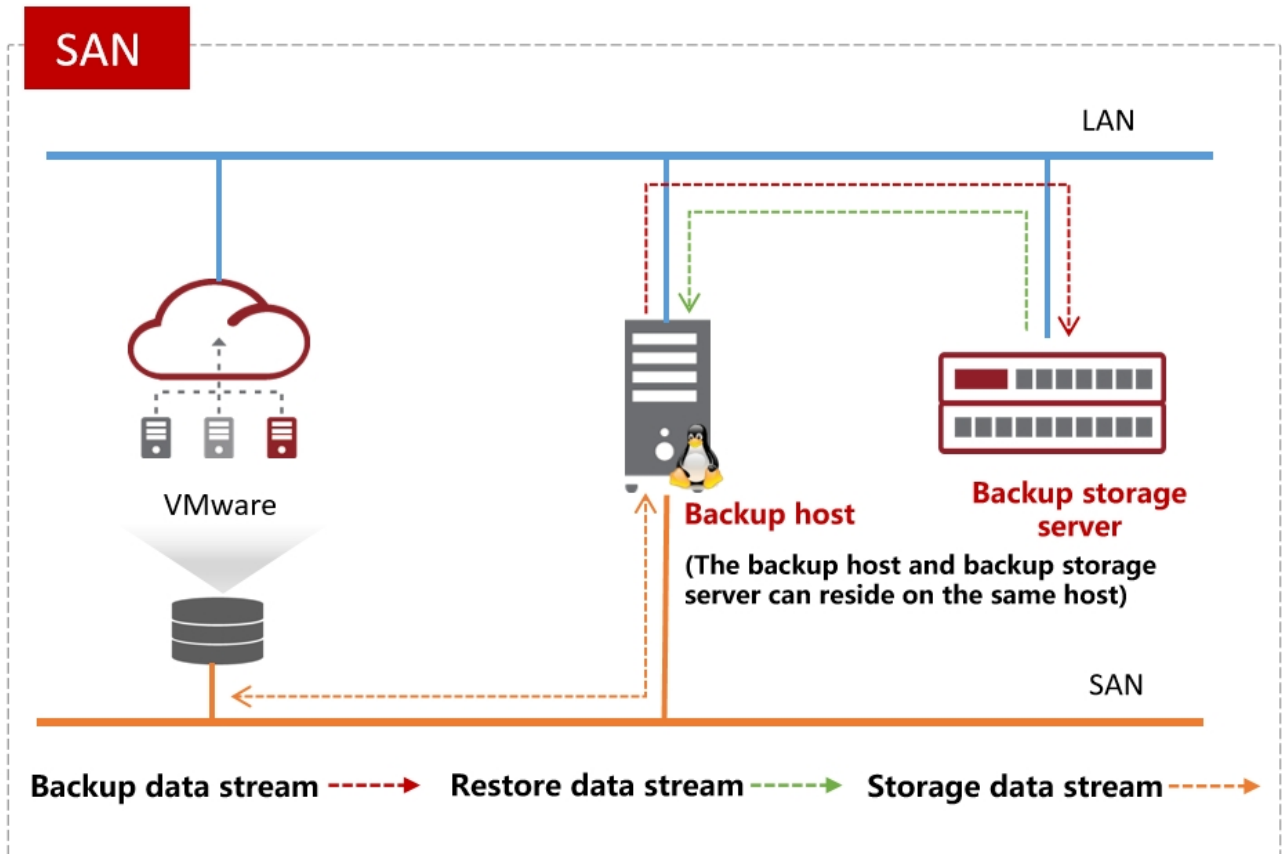 SAN
LAN
VMware
Backup host
(The backup host and backup storage
server can reside on the same host)
Backup storage
server
SAN
Backup data stream
Restore data stream
Storage data stream